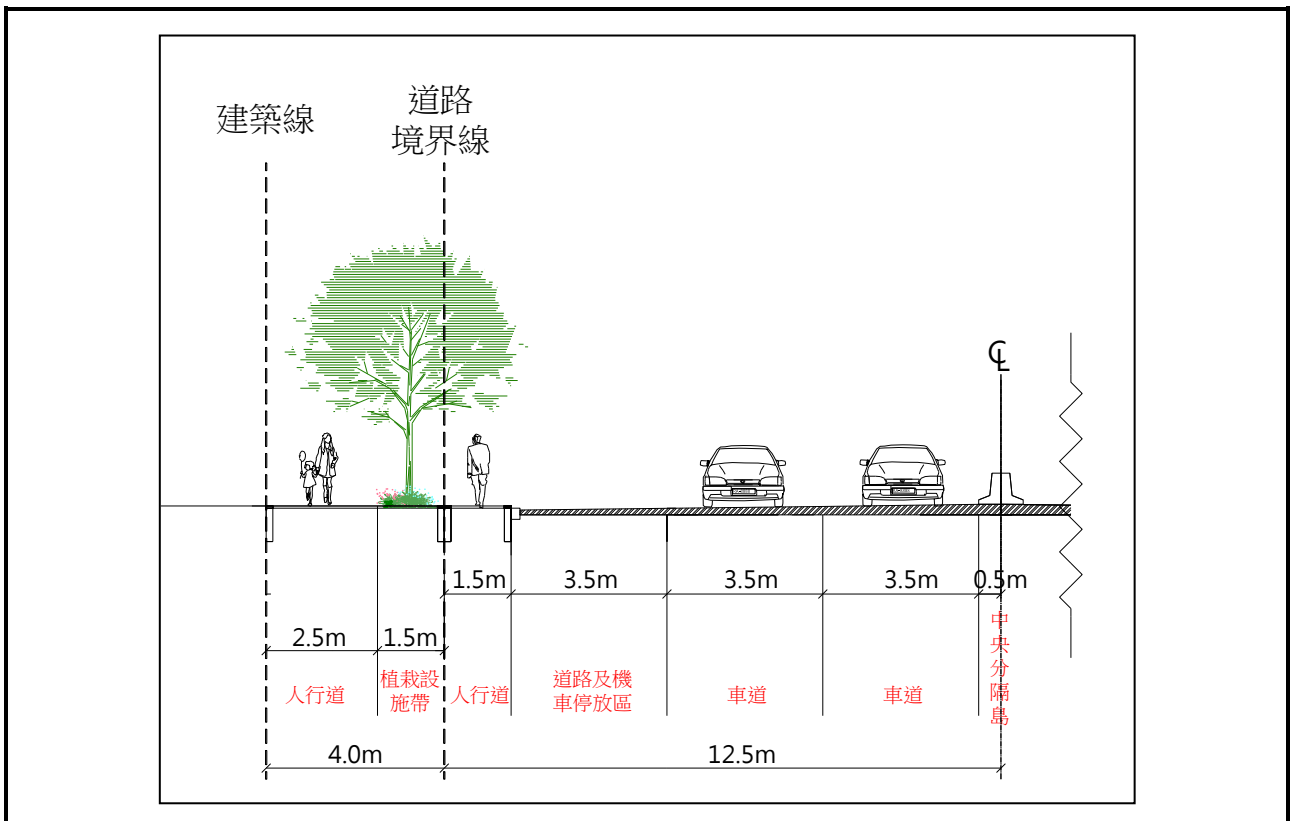 建築線
道路
境界線
℄
1.5m
3.5m
3.5m
3.5m
0.5m
2.5m
1.5m
人行道
植栽設
施帶
人行道
道路及機
車停放區
車道
車道
中央分隔島
4.0m
12.5m